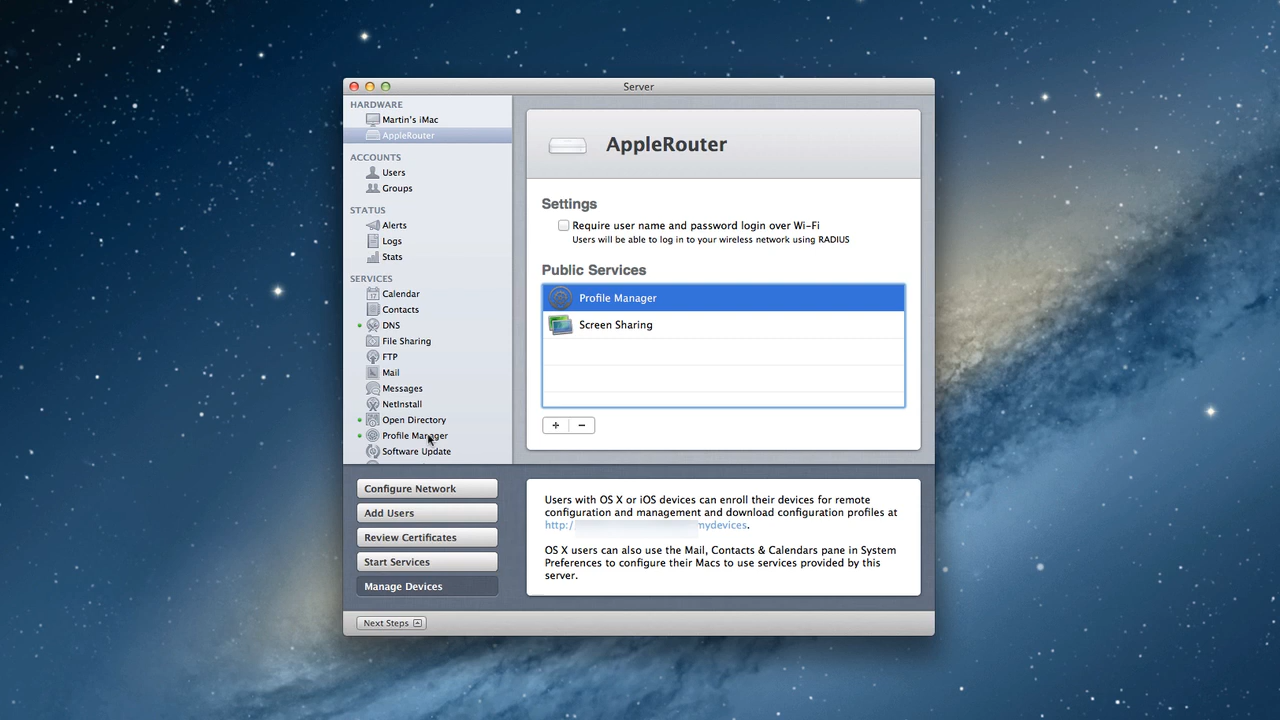 Server
HARDWARE
Martin's iMac
AppleRouter
ACCOUNTS
Users
Groups
STATUS
Alerts
Logs
Stats
SERVICES
17 Calendar
Contacts
DNS
File Sharing
FTP
Mail
Messages
NetInstall
Open Directory
Profile Manager
Software Update
AppleRouter
Settings
Require user name and password login over Wi-Fi
Users will be able to log in to your wireless network using RADIUS
Public Services
Profile Manager
Screen Sharing
+ −
Configure Network
Add Users
Review Certificates
Start Services
Manage Devices
Users with OS X or iOS devices can enroll their devices for remote
configuration and management and download configuration profiles at
http:/ mydevices.
OS X users can also use the Mail, Contacts & Calendars pane in System
Preferences to configure their Macs to use services provided by this
server.
Next Steps